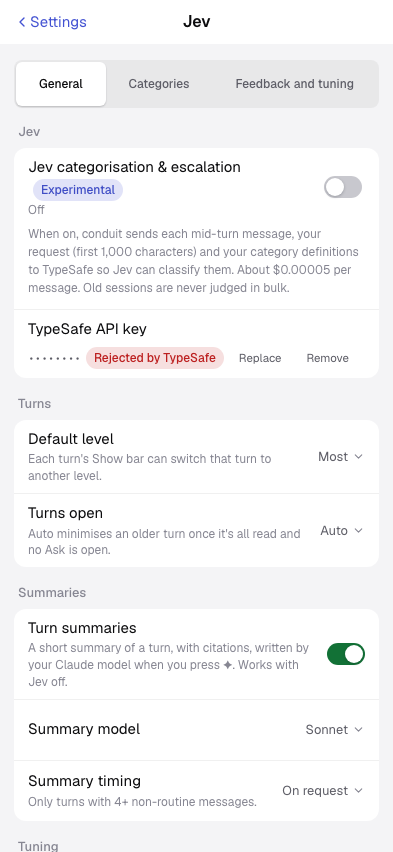 Settings
Jev
General
Categories
Feedback and tuning
Jev
Jev categorisation & escalation
Experimental
Off
When on, conduit sends each mid-turn message, your
request (first 1,000 characters) and your category definitions
to TypeSafe so Jev can classify them. About $0.00005 per
message. Old sessions are never judged in bulk.
TypeSafe API key
········ Rejected by TypeSafe Replace Remove
Turns
Default level
Each turn's Show bar can switch that turn to
another level.
Most
Turns open
Auto minimises an older turn once it's all read and
no Ask is open.
Auto
Summaries
Turn summaries
A short summary of a turn, with citations, written by
your Claude model when you press ✦. Works with
Jev off.
Summary model
Sonnet
Summary timing
Only turns with 4+ non-routine messages.
On request
Tuning